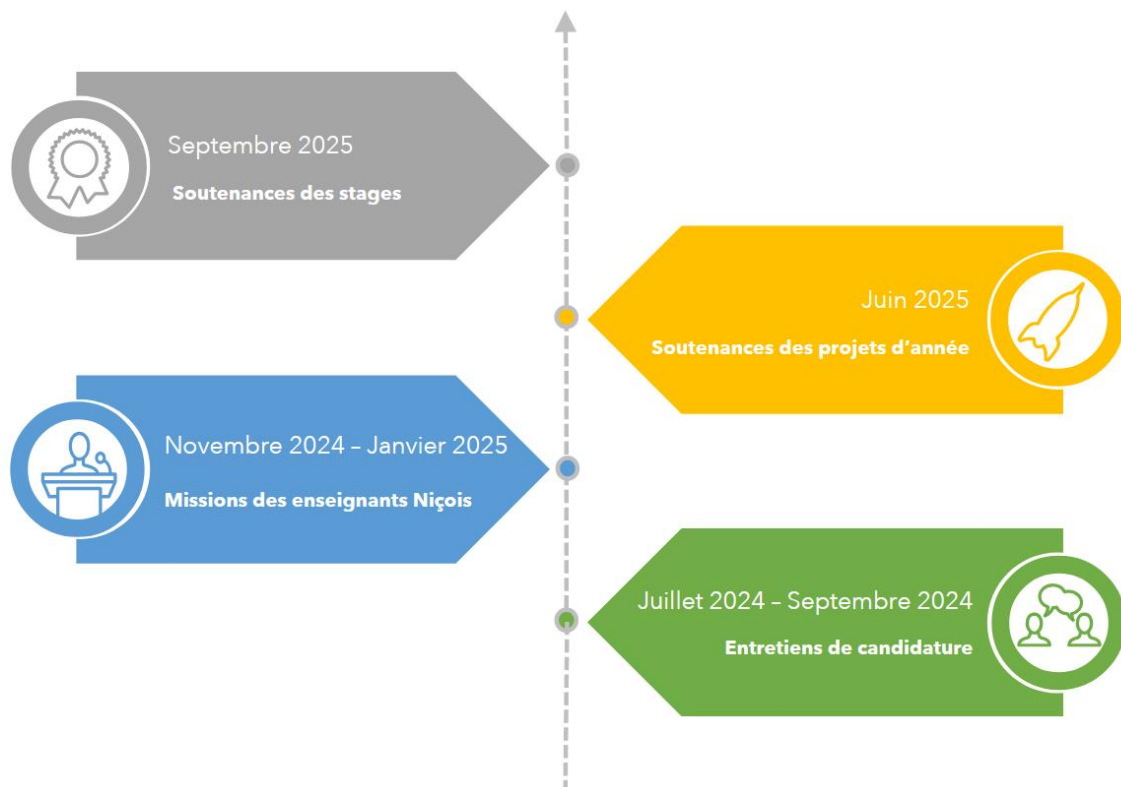 Septembre 2025
Soutenances des stages
Juin 2025
Soutenances des projets d’année
Novembre 2024 – Janvier 2025
Missions des enseignants Niçois
Juillet 2024 – Septembre 2024
Entretiens de candidature